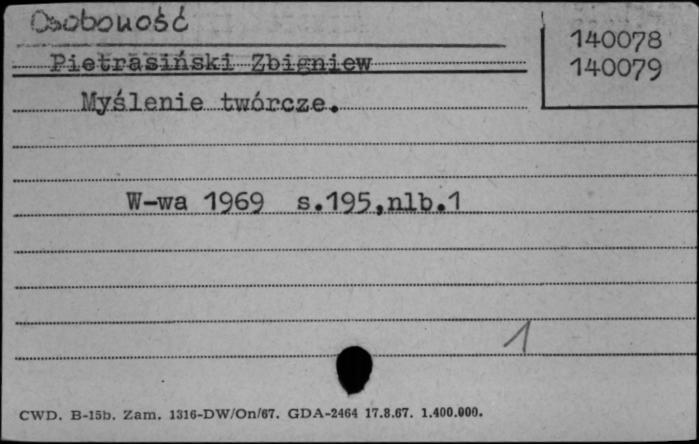 Osobowość
140078
Pietrasiński Zbigniew
140079
Myślenie twórcze.
W-wa 1969 s.195,nlb.1
1
CWD. B-15b. Zam. 1316-DW/On/67. GDA-2464 17.8.67. 1.400.000.